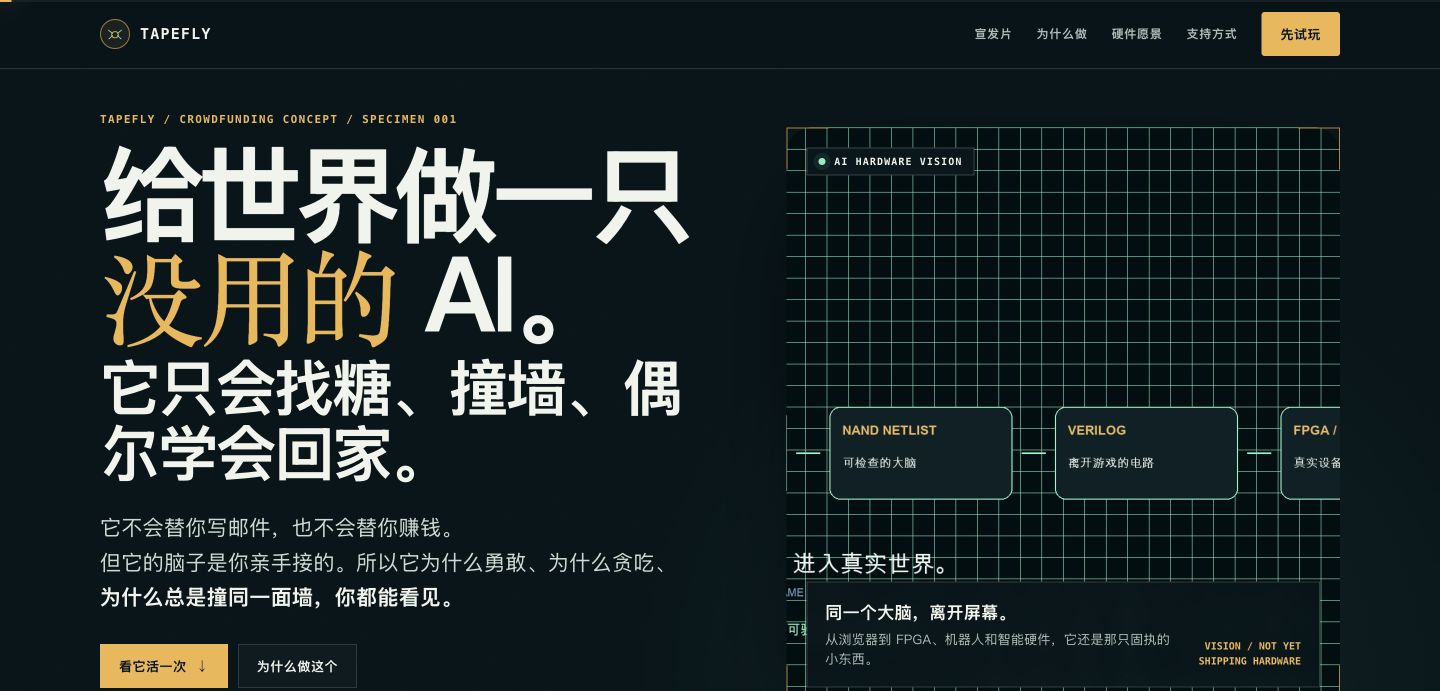 TAPEFLY
宣发片
为什么做
硬件愿景
支持方式
先试玩
TAPEFLY / CROWDFUNDING CONCEPT / SPECIMEN 001
给世界做一只
没用的 AI。
它只会找糖、撞墙、偶
尔学会回家。
它不会替你写邮件，也不会替你赚钱。
但它的脑子是你亲手接的。所以它为什么勇敢、为什么贪吃、
为什么总是撞同一面墙，你都能看见。
看它活一次 ↓
为什么做这个
AI HARDWARE VISION
NAND NETLIST
可检查的大脑
VERILOG
离开游戏的电路
FPGA /
真实设备
进入真实世界。
同一个大脑，离开屏幕。
从浏览器到 FPGA、机器人和智能硬件，它还是那只固执的
小东西。
VISION / NOT YET
SHIPPING HARDWARE